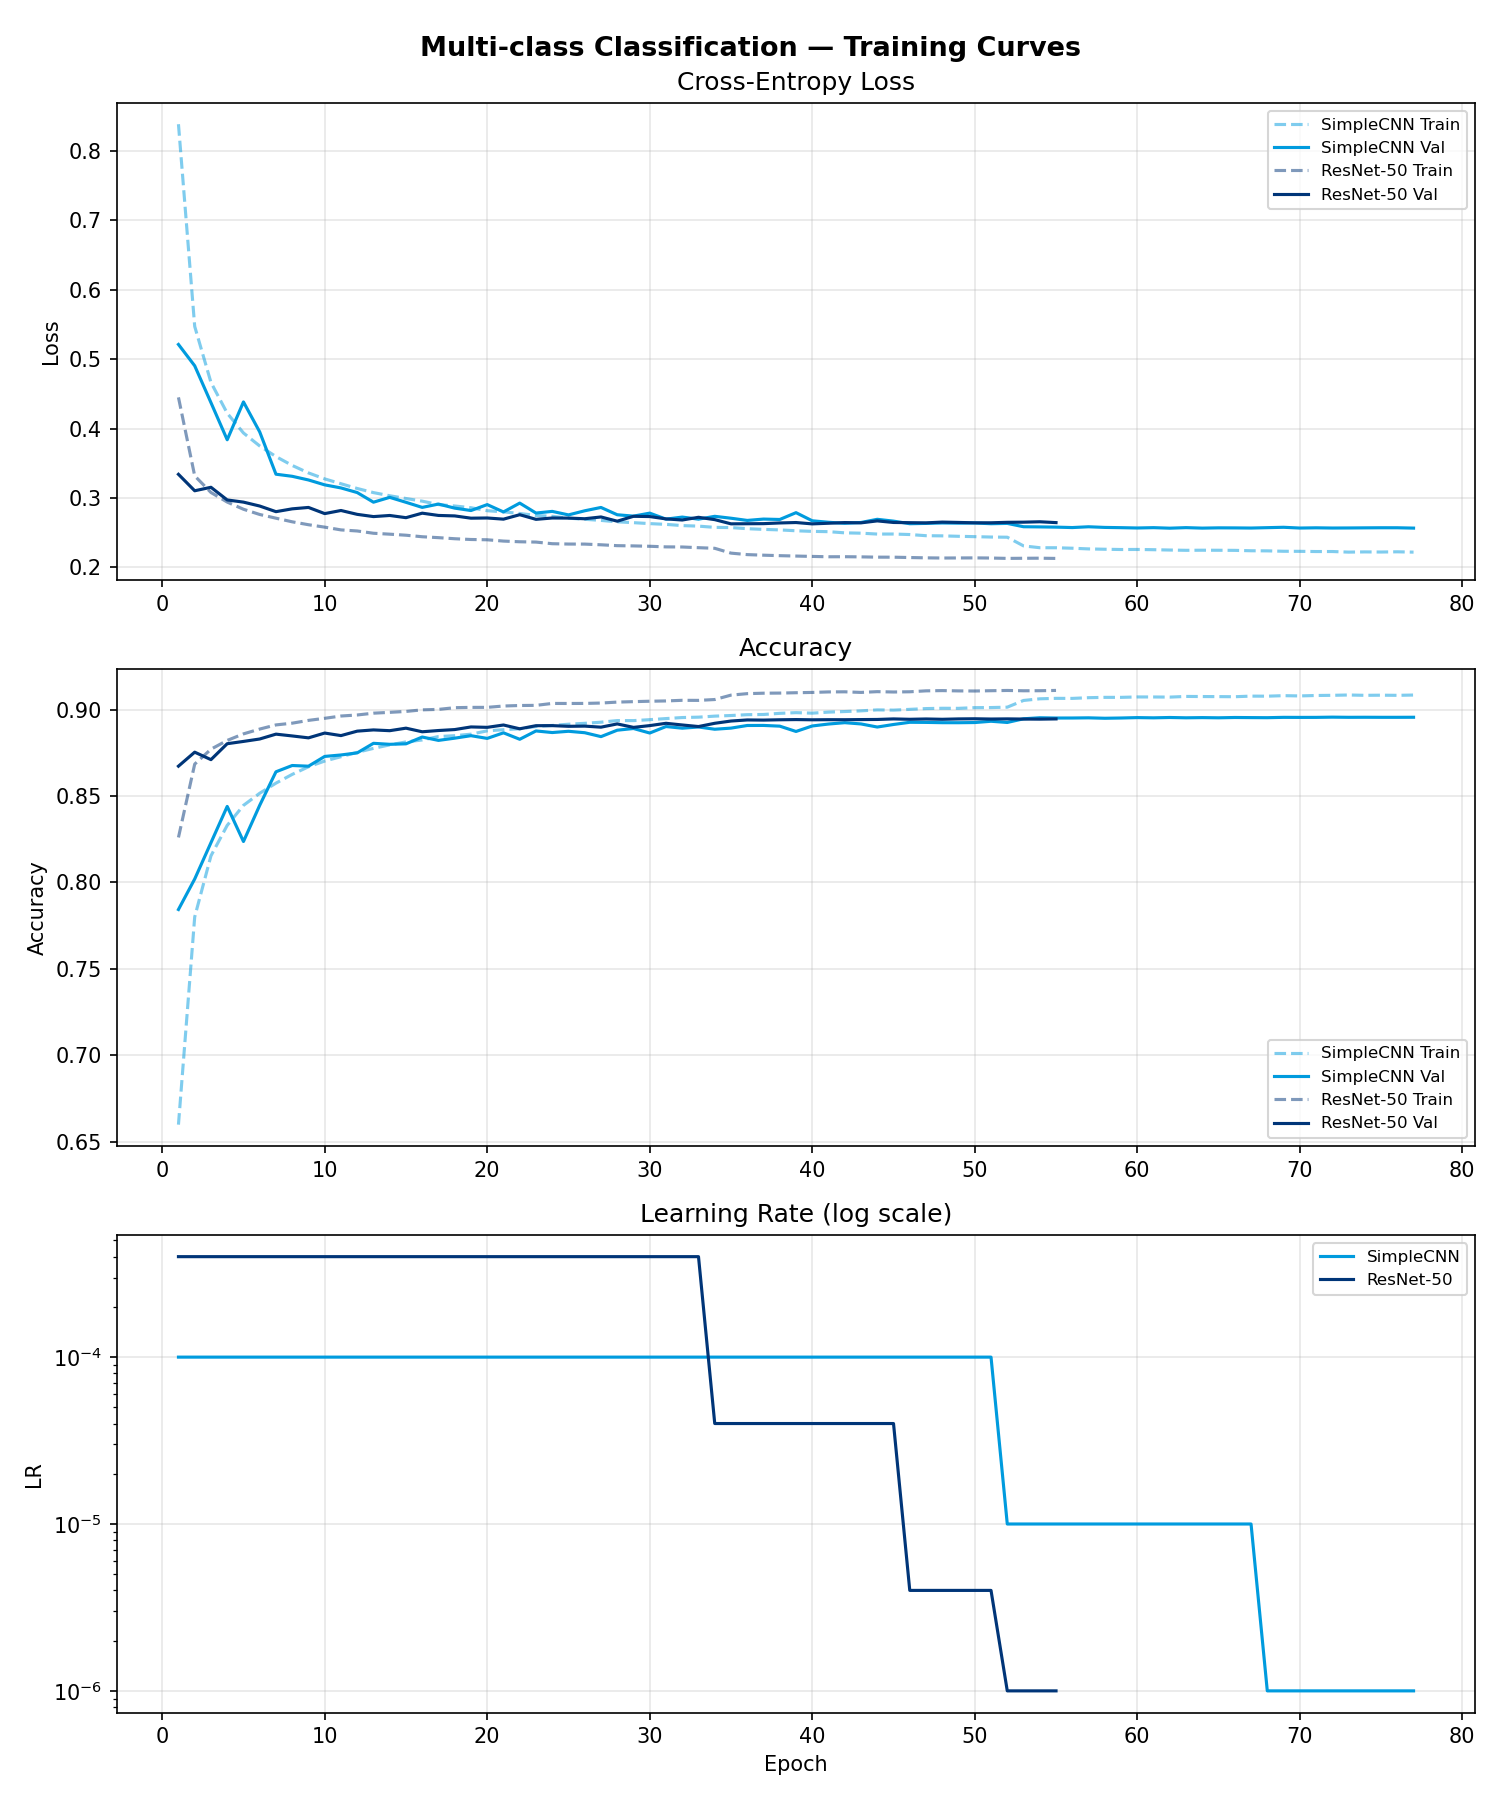 Multi-class Classification — Training Curves
Cross-Entropy Loss
Loss
0.8
0.7
0.6
0.5
0.4
0.3
0.2
0 10 20 30 40 50 60 70 80
SimpleCNN Train
SimpleCNN Val
ResNet-50 Train
ResNet-50 Val
Accuracy
Accuracy
0.90
0.85
0.80
0.75
0.70
0.65
0 10 20 30 40 50 60 70 80
SimpleCNN Train
SimpleCNN Val
ResNet-50 Train
ResNet-50 Val
Learning Rate (log scale)
LR
10⁻⁴
10⁻⁵
10⁻⁶
SimpleCNN
ResNet-50
0 10 20 30 40 50 60 70 80
Epoch